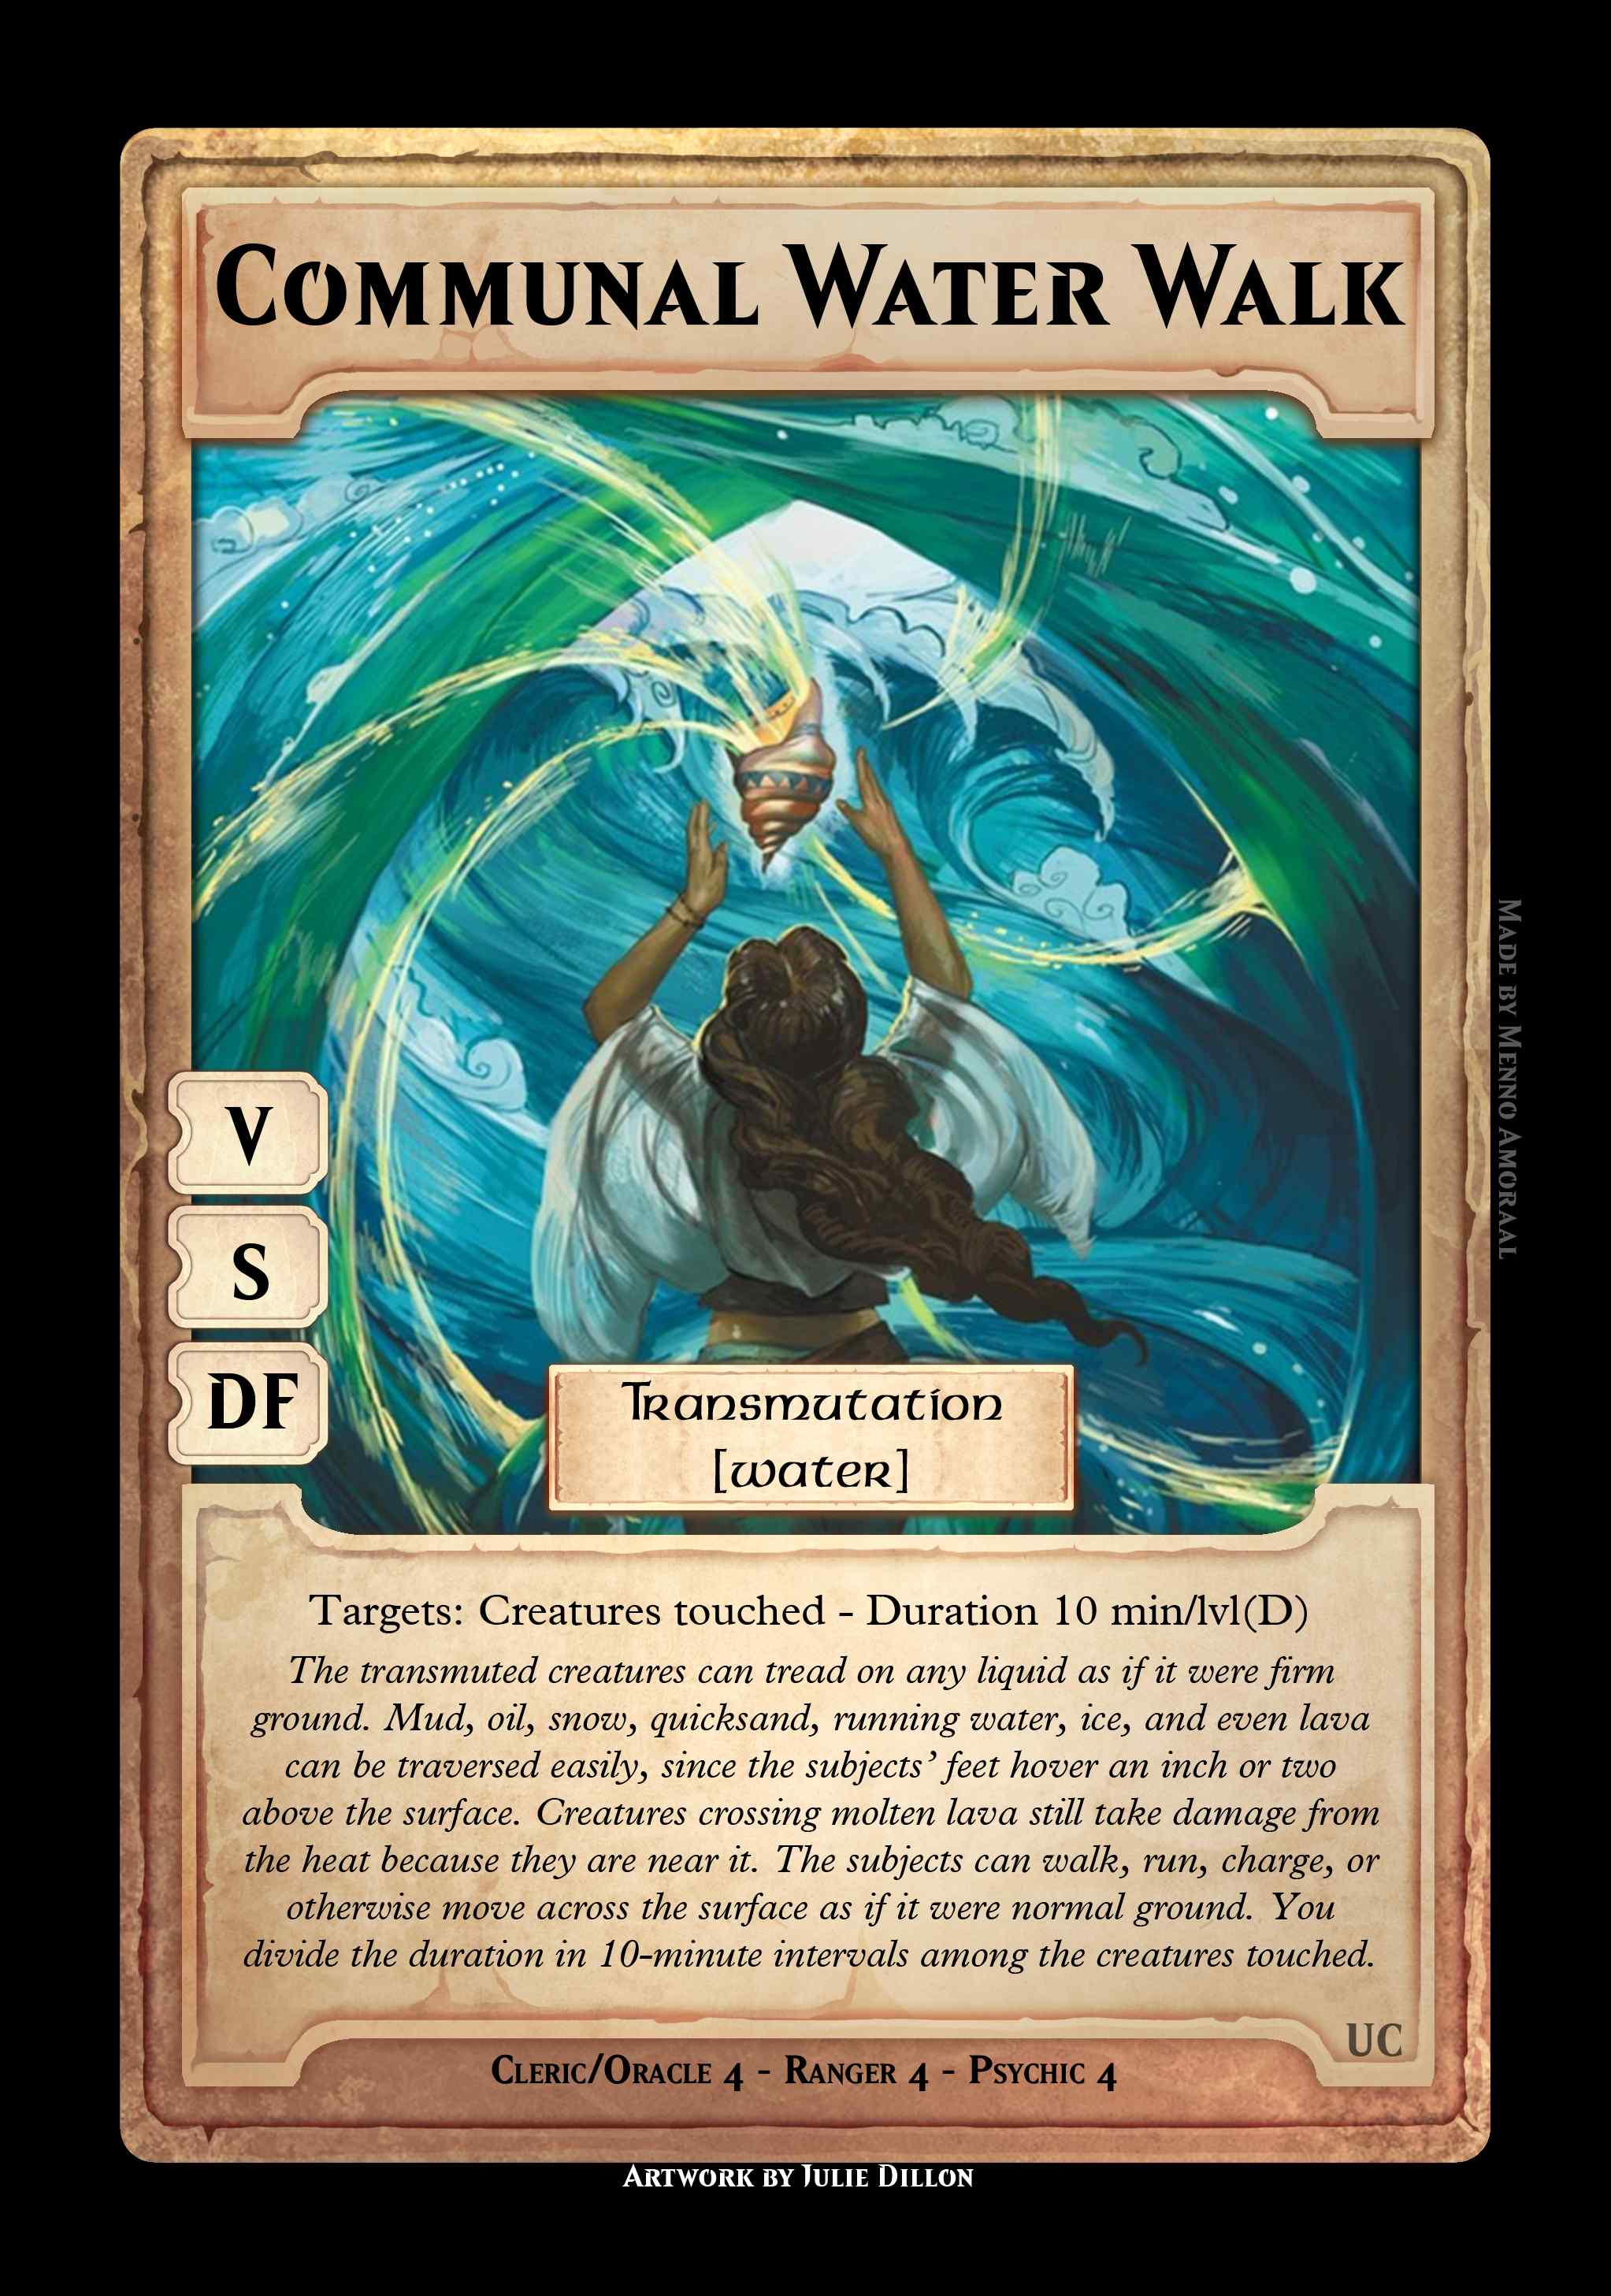 Communal Water Walk
V
S
DF
Transmutation
[water]
Targets: Creatures touched - Duration 10 min/lvl(D)
The transmuted creatures can tread on any liquid as if it were firm
ground. Mud, oil, snow, quicksand, running water, ice, and even lava
can be traversed easily, since the subjects’ feet hover an inch or two
above the surface. Creatures crossing molten lava still take damage from
the heat because they are near it. The subjects can walk, run, charge, or
otherwise move across the surface as if it were normal ground. You
divide the duration in 10-minute intervals among the creatures touched.
UC
Cleric/Oracle 4 - Ranger 4 - Psychic 4
Artwork by Julie Dillon
Made by Menno Amoraal